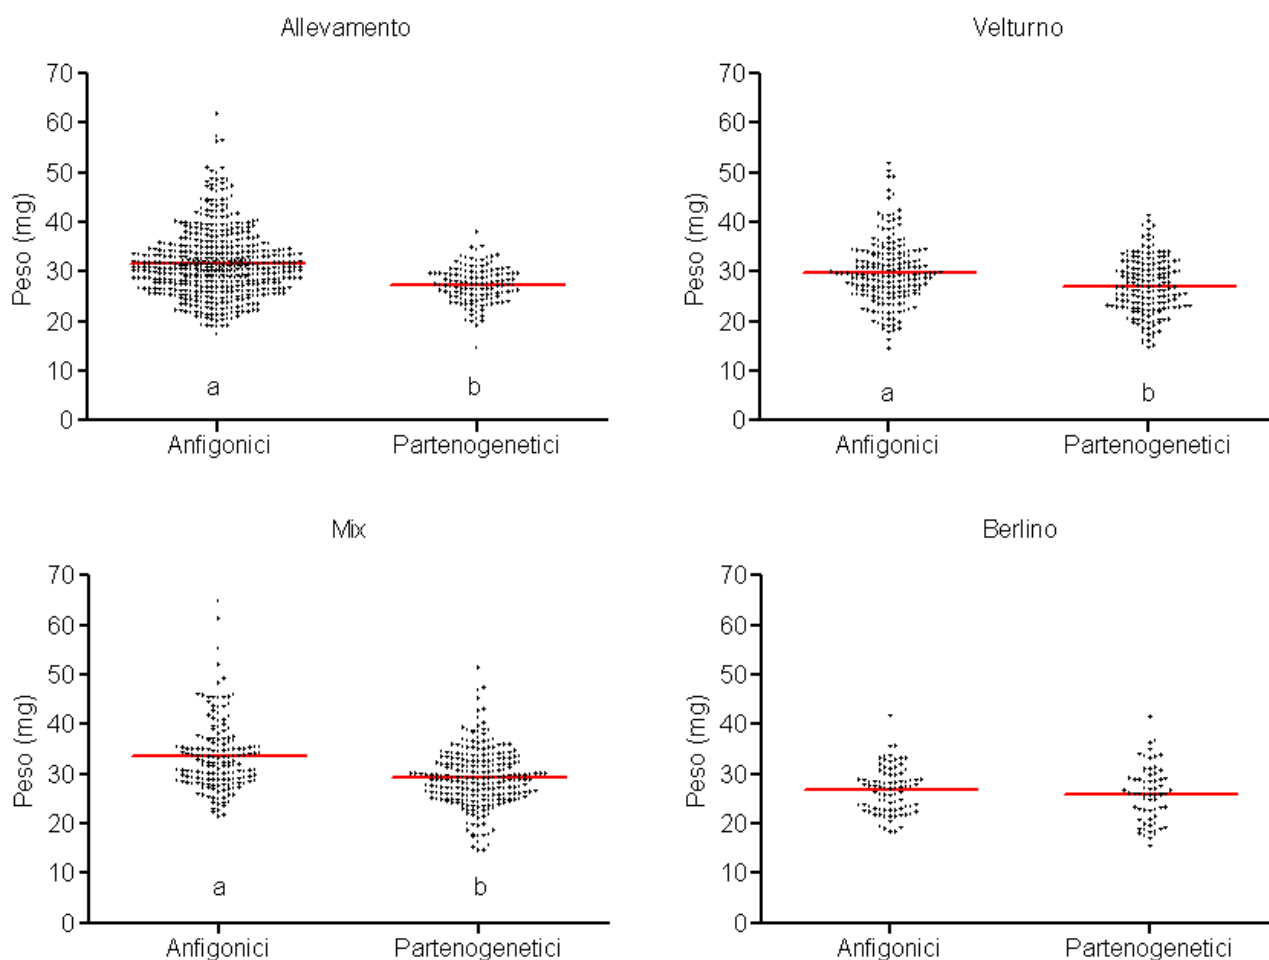 Allevamento
Peso (mg)
70
60
50
40
30
20
10
0
a
b
Anfigonici
Partenogenetici
Velturno
Peso (mg)
70
60
50
40
30
20
10
0
a
b
Anfigonici
Partenogenetici
Mix
Peso (mg)
70
60
50
40
30
20
10
0
a
b
Anfigonici
Partenogenetici
Berlino
Peso (mg)
70
60
50
40
30
20
10
0
Anfigonici
Partenogenetici